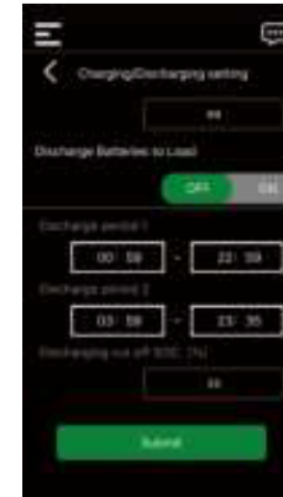 Charging/Discharging setting
Discharge Batteries to Load
OFF ON
Discharge period 1
00: 59 - 22: 59
Discharge period 2
03: 59 - 23: 35
Discharging cut off SOC [%]
Submit